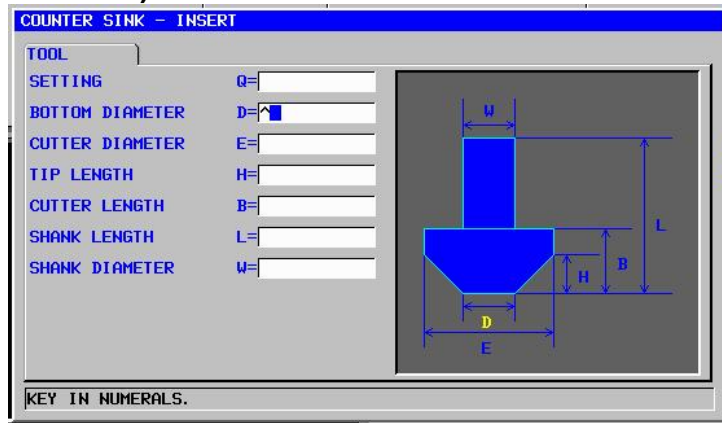 COUNTER SINK - INSERT
TOOL
SETTING Q=
BOTTOM DIAMETER D=^
CUTTER DIAMETER E=
TIP LENGTH H=
CUTTER LENGTH B=
SHANK LENGTH L=
SHANK DIAMETER W=
W
L
B
H
D
E
KEY IN NUMERALS.